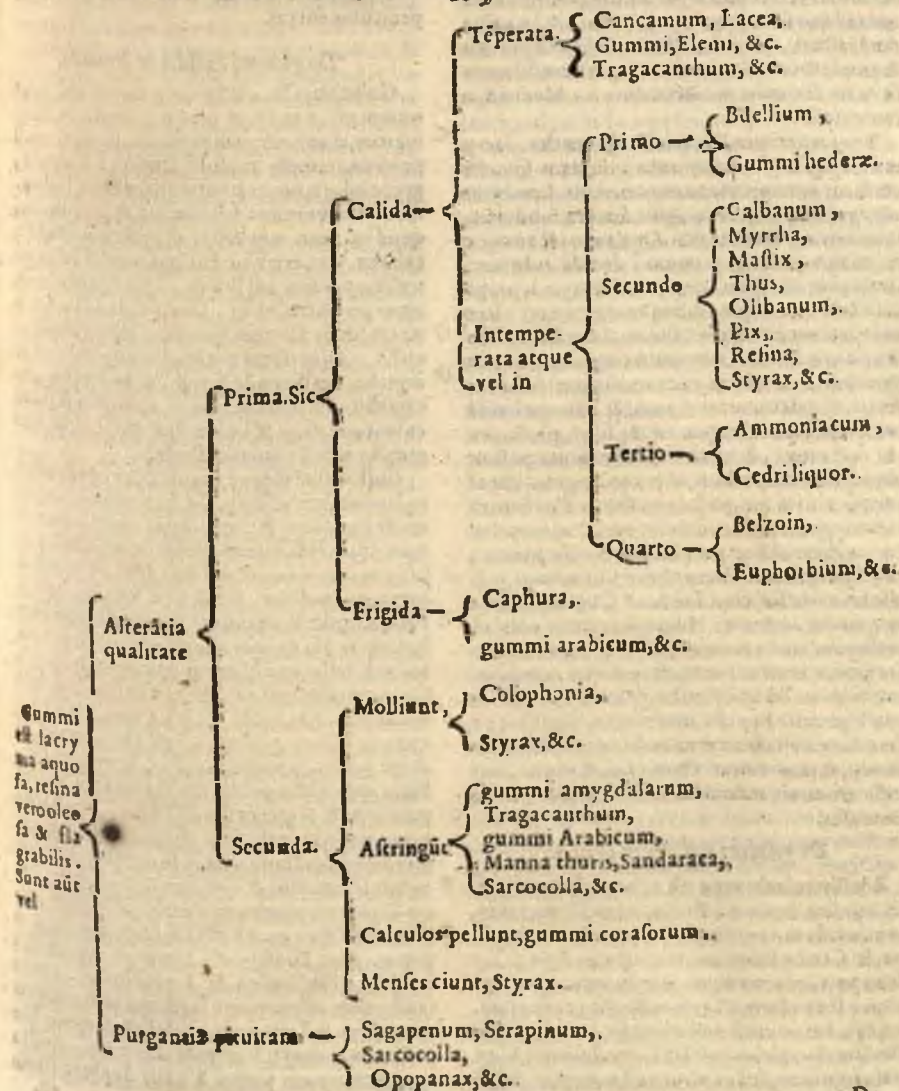 Tēperata.
Cancamum, Lacea,.
Gummi, Elemi, &c.
Tragacanthum, &c.
Primo
Bdellium,
Gummi hederæ.
Calida
Secundo
Calbanum,
Myrrha,
Maſtix,
Thus,
Olibanum,.
Pix,,
Reſina,
Styrax, &c.
Intempe-
rata atque
vel in
Prima. Sic
Tertio
Ammoniacum,
Cedri liquor..
Quarto
Belzoin,.
Euphorbium, &c.
Frigida
Caphura,.
gummi arabicum, &c.
Alterātia
qualitate
Molliunt,
Colophonia,
Styrax, &c.
Gummi
eſt lacry
ma aquo
ſa, reſina
vero oleo
ſa & fla
grabilis.
Sunt aūt
vel
Secunda.
Aſtringūt
gummi amygdalarum,
Tragacanthum,
gummi Arabicum,
Manna thuris, Sandaraca,,
Sarcocolla, &c.
Calculos pellunt, gummi coraſorum..
Menſes ciunt, Styrax.
Purgantia pituitam
Sagapenum, Serapinum,.
Sarcocolla,
Opopanax, &c.